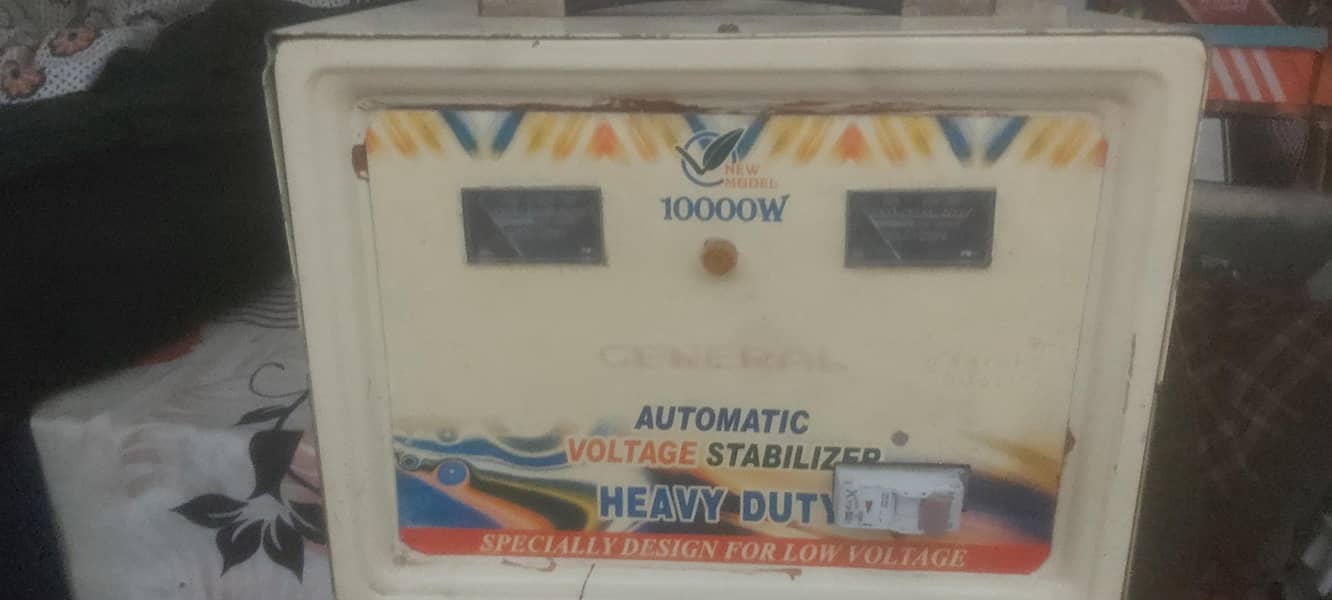 NEW
MODEL
10000W
GENERAL
AUTOMATIC
VOLTAGE STABILIZER
HEAVY DUTY
SPECIALLY DESIGN FOR LOW VOLTAGE